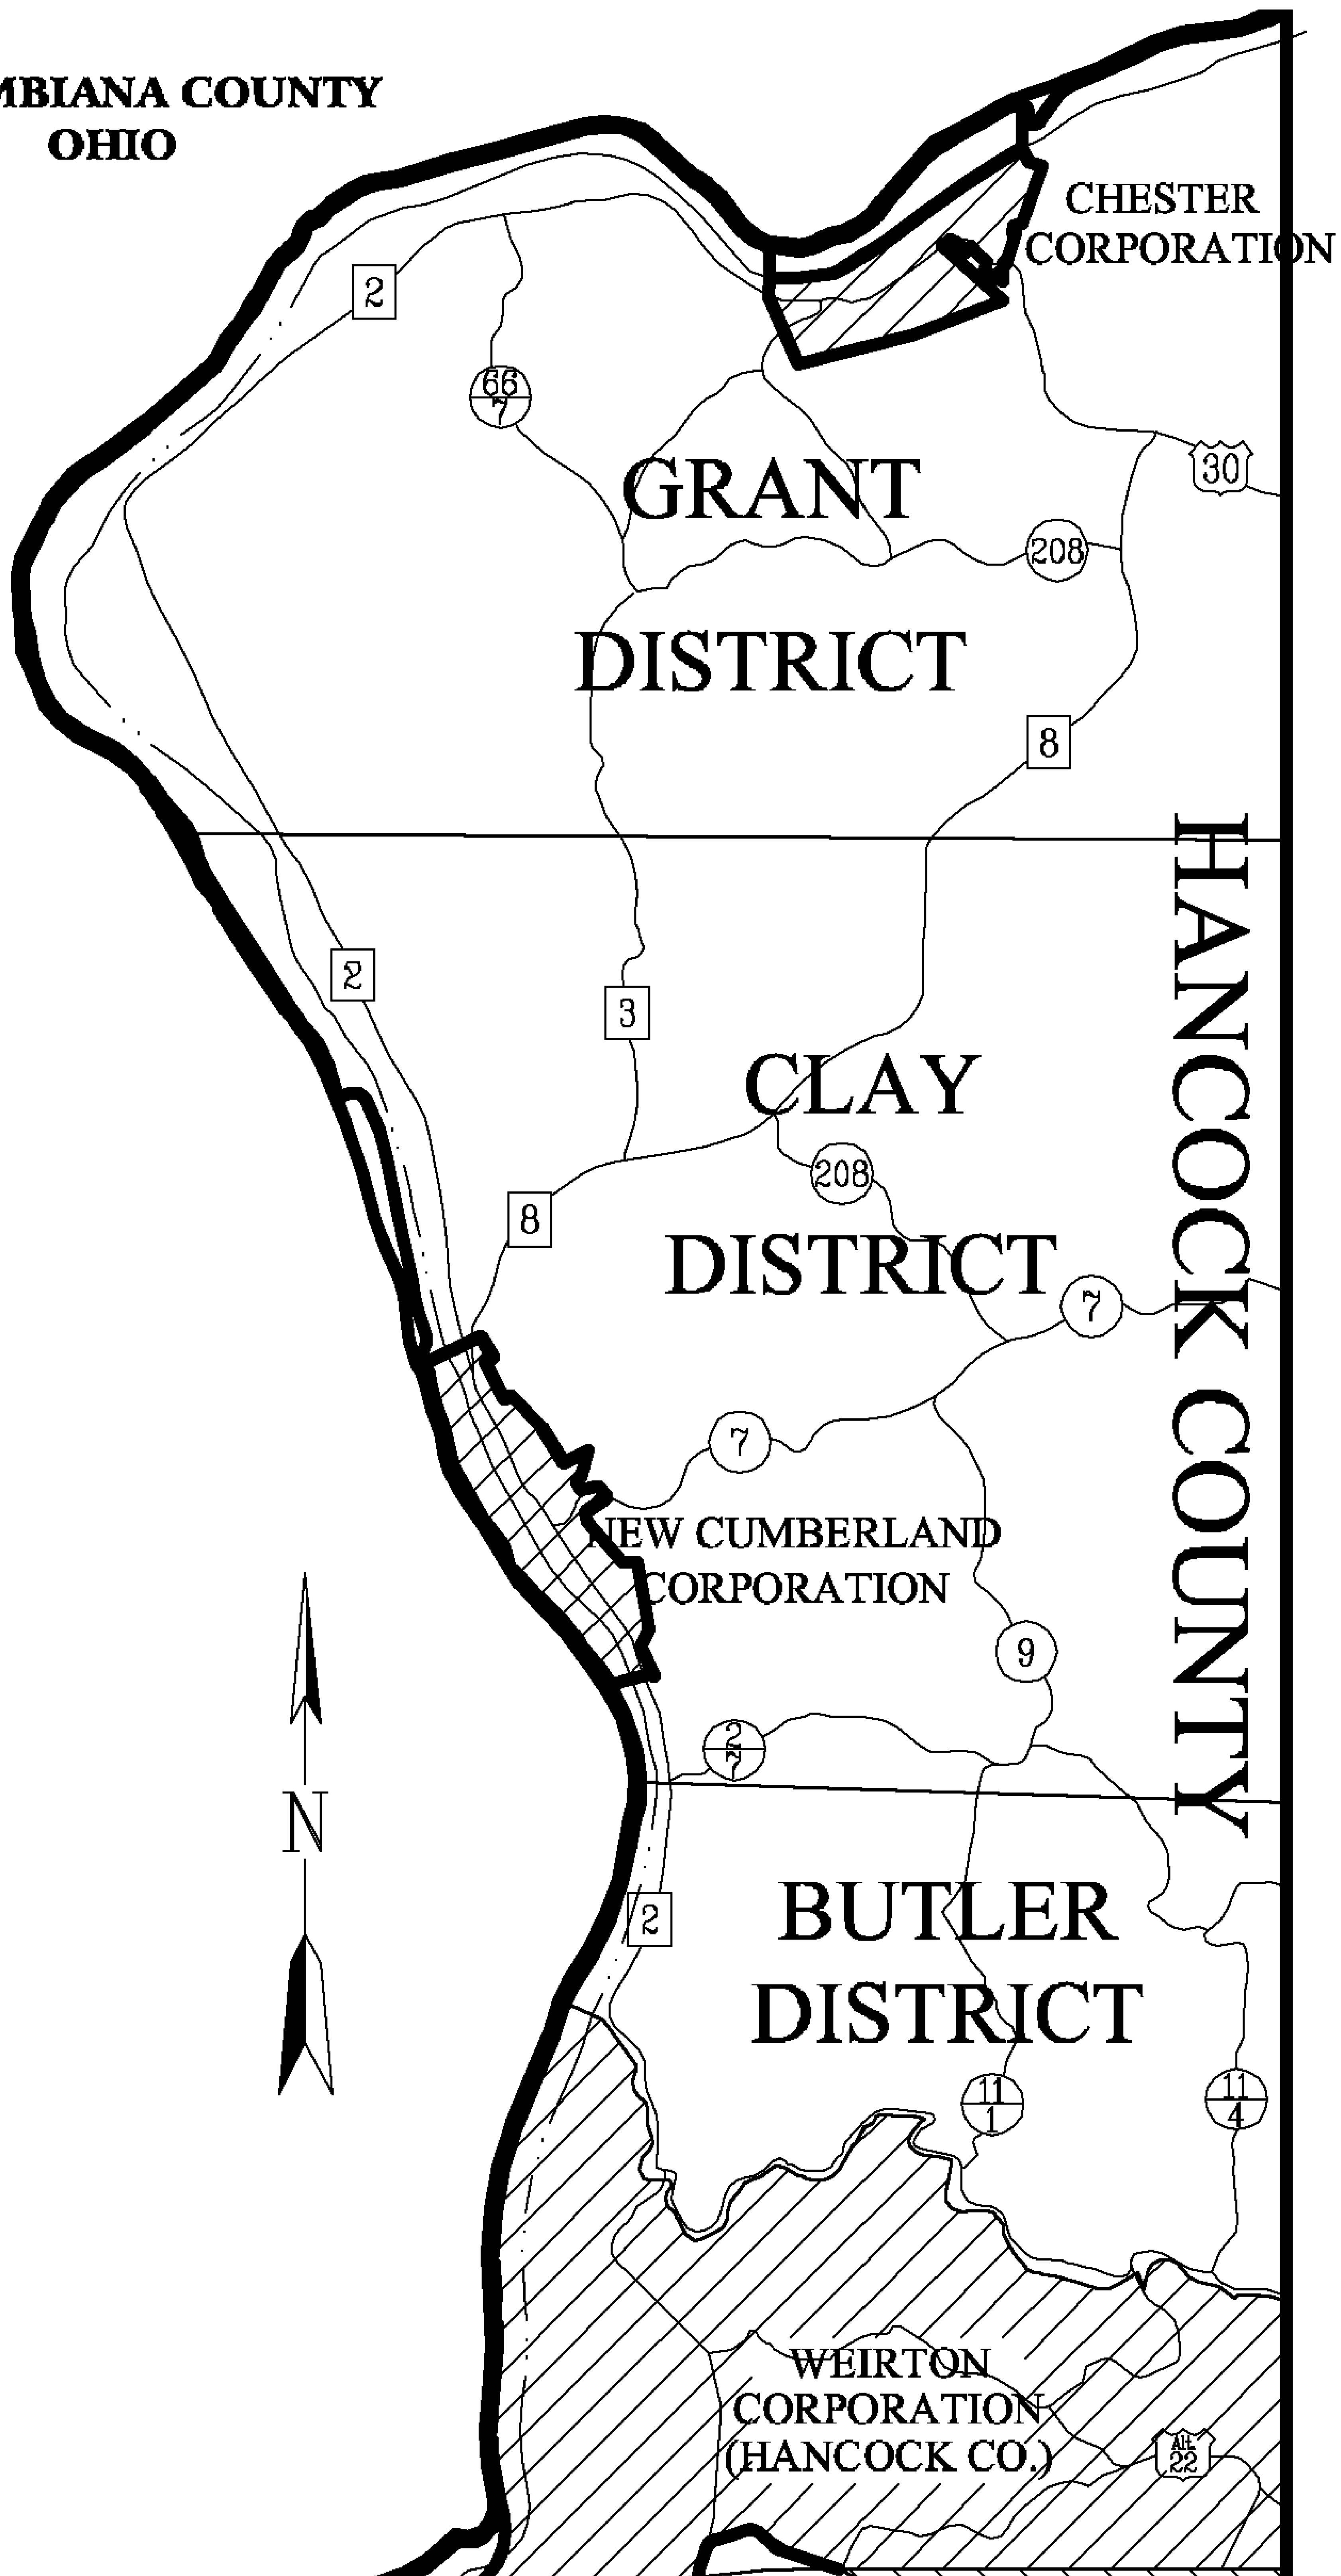 MBIANA COUNTY
OHIO
CHESTER
CORPORATION
2
66
7
GRANT
30
208
DISTRICT
8
HANCOCK COUNTY
2
3
CLAY
208
8
DISTRICT
7
7
NEW CUMBERLAND
CORPORATION
9
2
7
N
BUTLER
2
DISTRICT
11
1
11
4
WEIRTON
CORPORATION
(HANCOCK CO.)
Alt.
22